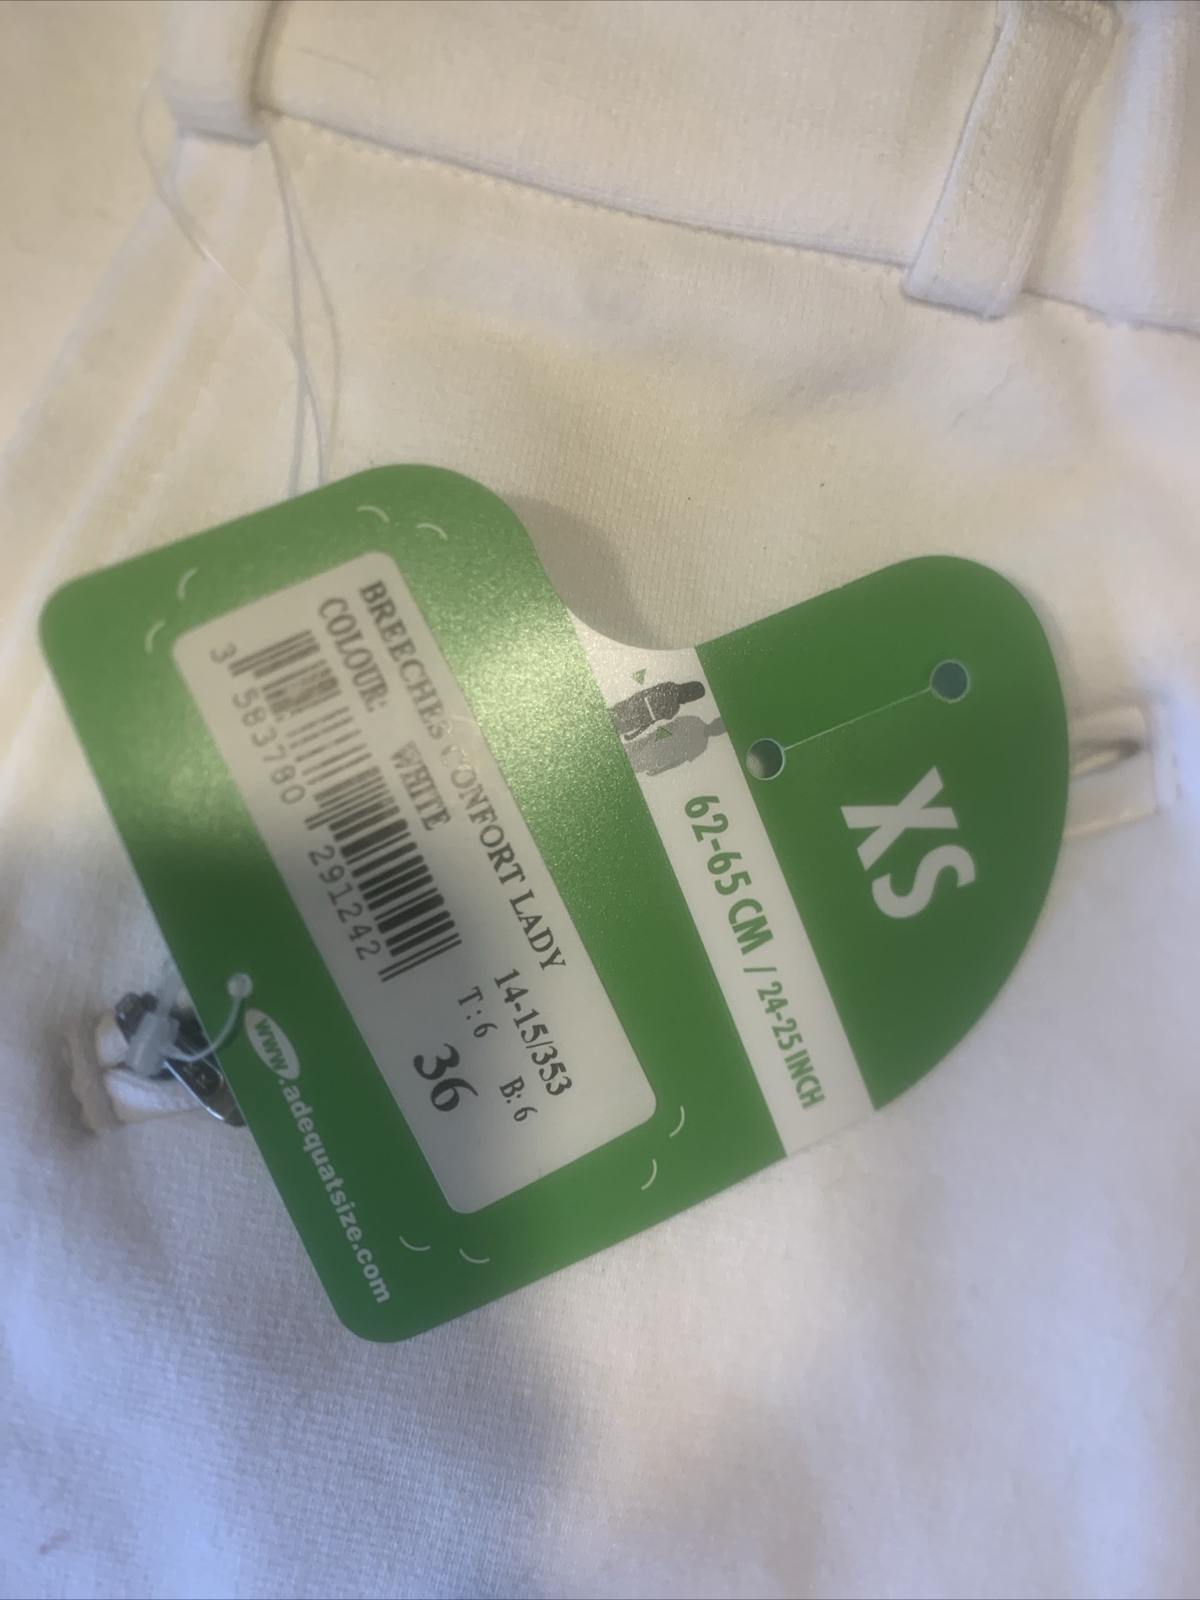 XS
62-65 CM / 24-25 INCH
BREECHES CONFORT LADY 14-15/353
COLOUR: WHITE T : 6 B: 6
3 583780 291242 36
www.adequatsize.com